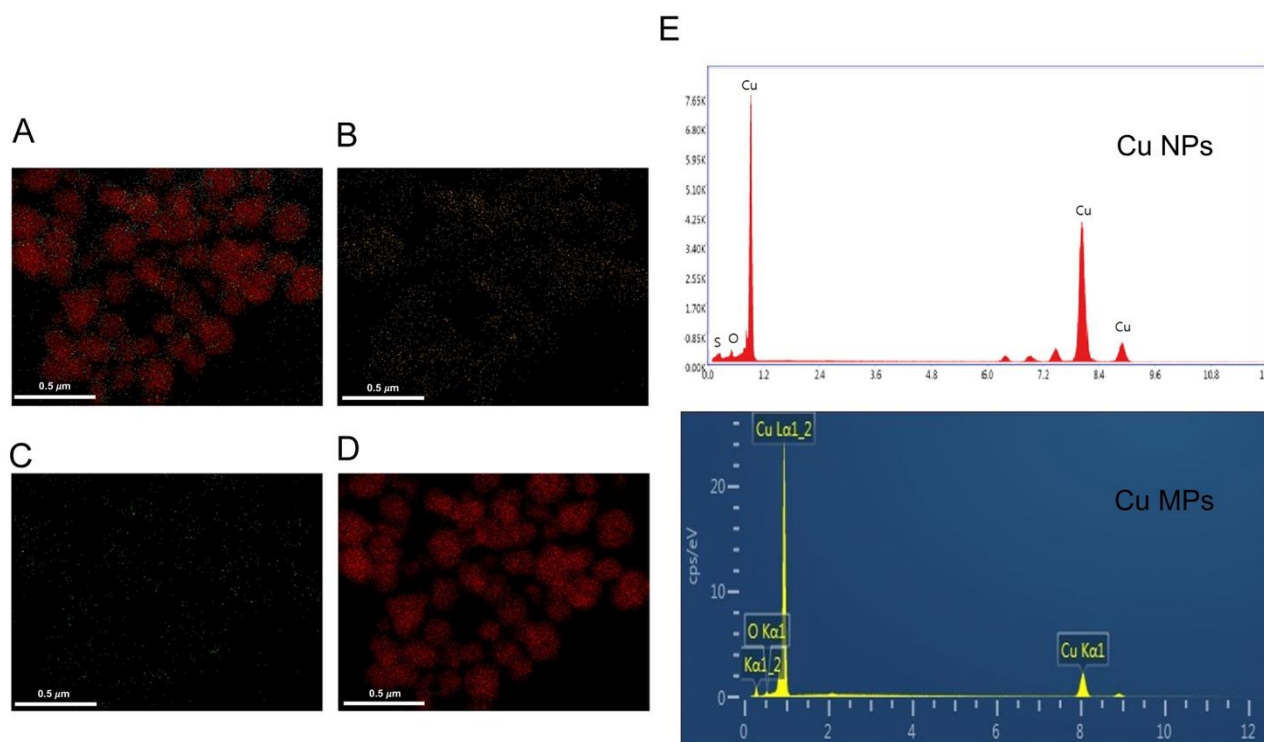 A
B
0.5 μm
0.5 μm
C
D
0.5 μm
0.5 μm
E
Cu NPs
7.65K
6.80K
5.95K
5.10K
4.25K
3.40K
2.55K
1.70K
0.85K
0.00K
Cu
Cu
Cu
S
O
0.0
1.2
2.4
3.6
4.8
6.0
7.2
8.4
9.6
10.8
Cu MPs
cps/eV
20
10
0
Cu Lα1_2
O Kα1
Kα1_2
Cu Kα1
0
2
4
6
8
10
12